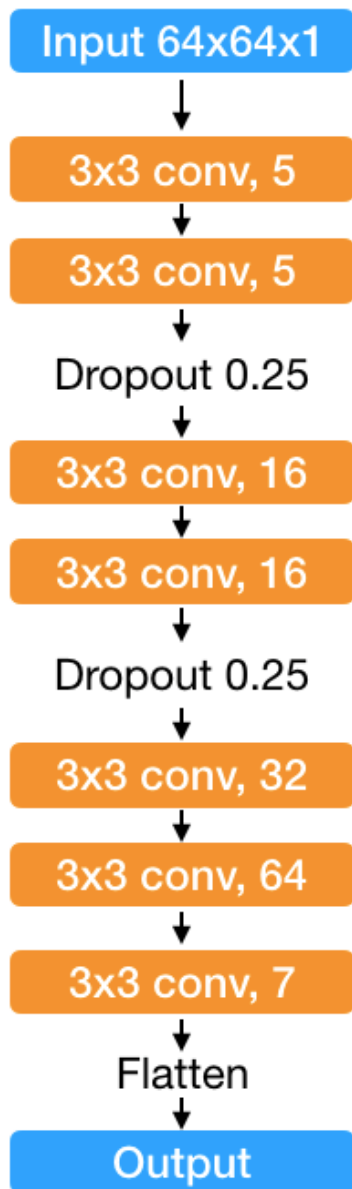 Input 64x64x1
3x3 conv, 5
3x3 conv, 5
Dropout 0.25
3x3 conv, 16
3x3 conv, 16
Dropout 0.25
3x3 conv, 32
3x3 conv, 64
3x3 conv, 7
Flatten
Output